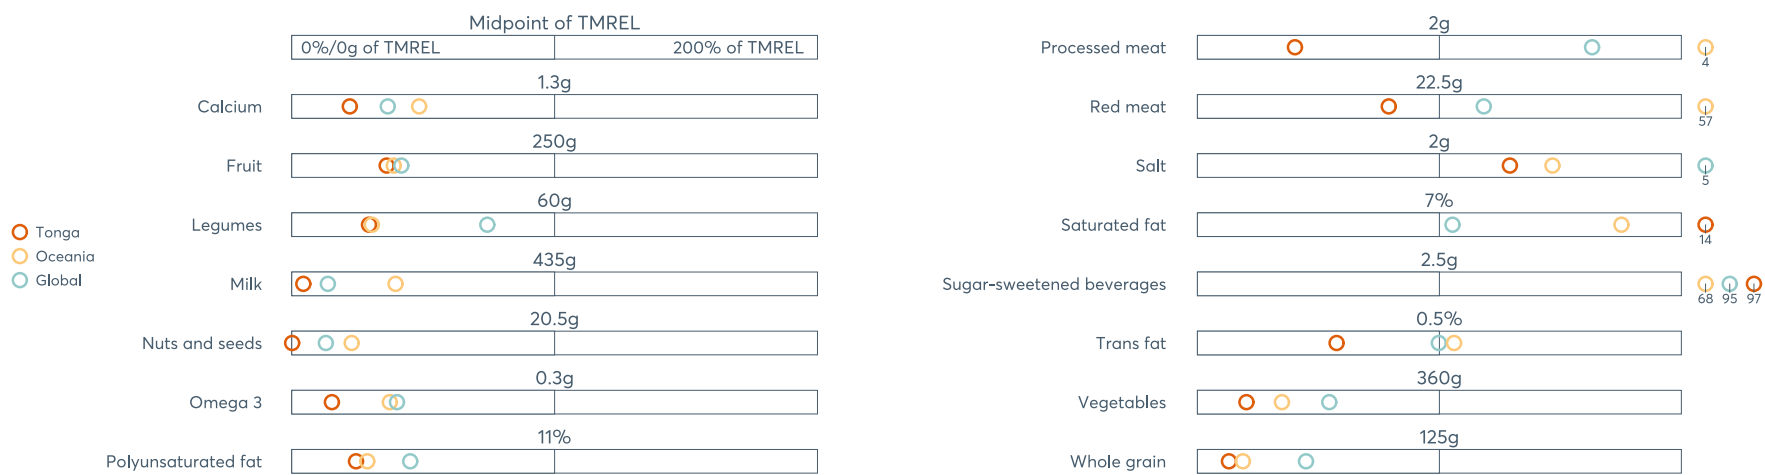 Midpoint of TMREL
0%/0g of TMREL
200% of TMREL
1.3g
Calcium
250g
Fruit
60g
Legumes
435g
Milk
20.5g
Nuts and seeds
0.3g
Omega 3
11%
Polyunsaturated fat
Tonga
Oceania
Global
2g
Processed meat
4
22.5g
Red meat
57
2g
Salt
5
7%
Saturated fat
14
2.5g
Sugar-sweetened beverages
68 95 97
0.5%
Trans fat
360g
Vegetables
125g
Whole grain